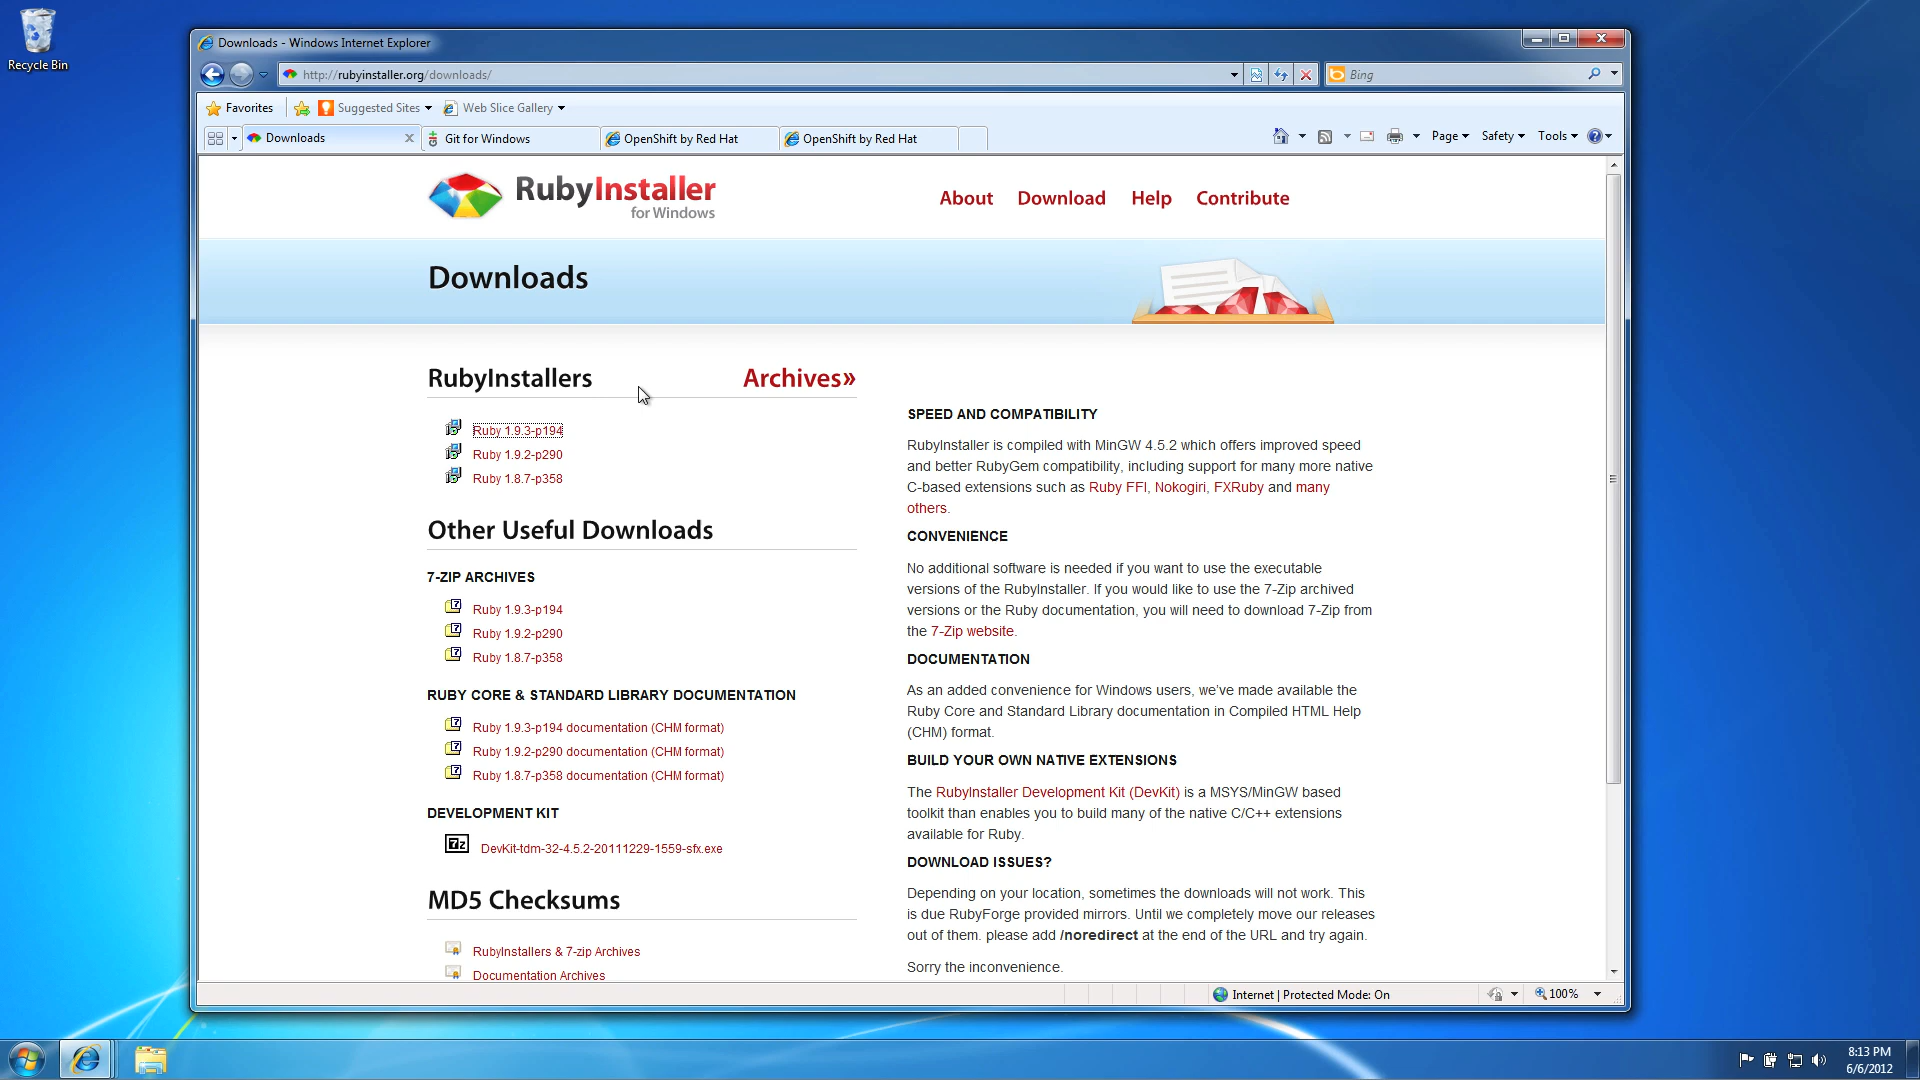 Recycle Bin
Downloads - Windows Internet Explorer
http://rubyinstaller.org/downloads/
Bing
Favorites
Suggested Sites
Web Slice Gallery
Downloads
Git for Windows
OpenShift by Red Hat
OpenShift by Red Hat
Page
Safety
Tools
RubyInstaller
for Windows
About
Download
Help
Contribute
Downloads
RubyInstallers
Archives»
Ruby 1.9.3-p194
Ruby 1.9.2-p290
Ruby 1.8.7-p358
Other Useful Downloads
7-ZIP ARCHIVES
Ruby 1.9.3-p194
Ruby 1.9.2-p290
Ruby 1.8.7-p358
RUBY CORE & STANDARD LIBRARY DOCUMENTATION
Ruby 1.9.3-p194 documentation (CHM format)
Ruby 1.9.2-p290 documentation (CHM format)
Ruby 1.8.7-p358 documentation (CHM format)
DEVELOPMENT KIT
7z
DevKit-tdm-32-4.5.2-20111229-1559-sfx.exe
MD5 Checksums
RubyInstallers & 7-zip Archives
Documentation Archives
SPEED AND COMPATIBILITY
RubyInstaller is compiled with MinGW 4.5.2 which offers improved speed
and better RubyGem compatibility, including support for many more native
C-based extensions such as Ruby FFI, Nokogiri, FXRuby and many
others.
CONVENIENCE
No additional software is needed if you want to use the executable
versions of the RubyInstaller. If you would like to use the 7-Zip archived
versions or the Ruby documentation, you will need to download 7-Zip from
the 7-Zip website.
DOCUMENTATION
As an added convenience for Windows users, we've made available the
Ruby Core and Standard Library documentation in Compiled HTML Help
(CHM) format.
BUILD YOUR OWN NATIVE EXTENSIONS
The RubyInstaller Development Kit (DevKit) is a MSYS/MinGW based
toolkit than enables you to build many of the native C/C++ extensions
available for Ruby.
DOWNLOAD ISSUES?
Depending on your location, sometimes the downloads will not work. This
is due RubyForge provided mirrors. Until we completely move our releases
out of them. please add /noredirect at the end of the URL and try again.
Sorry the inconvenience.
Internet | Protected Mode: On
100%
8:13 PM
6/6/2012